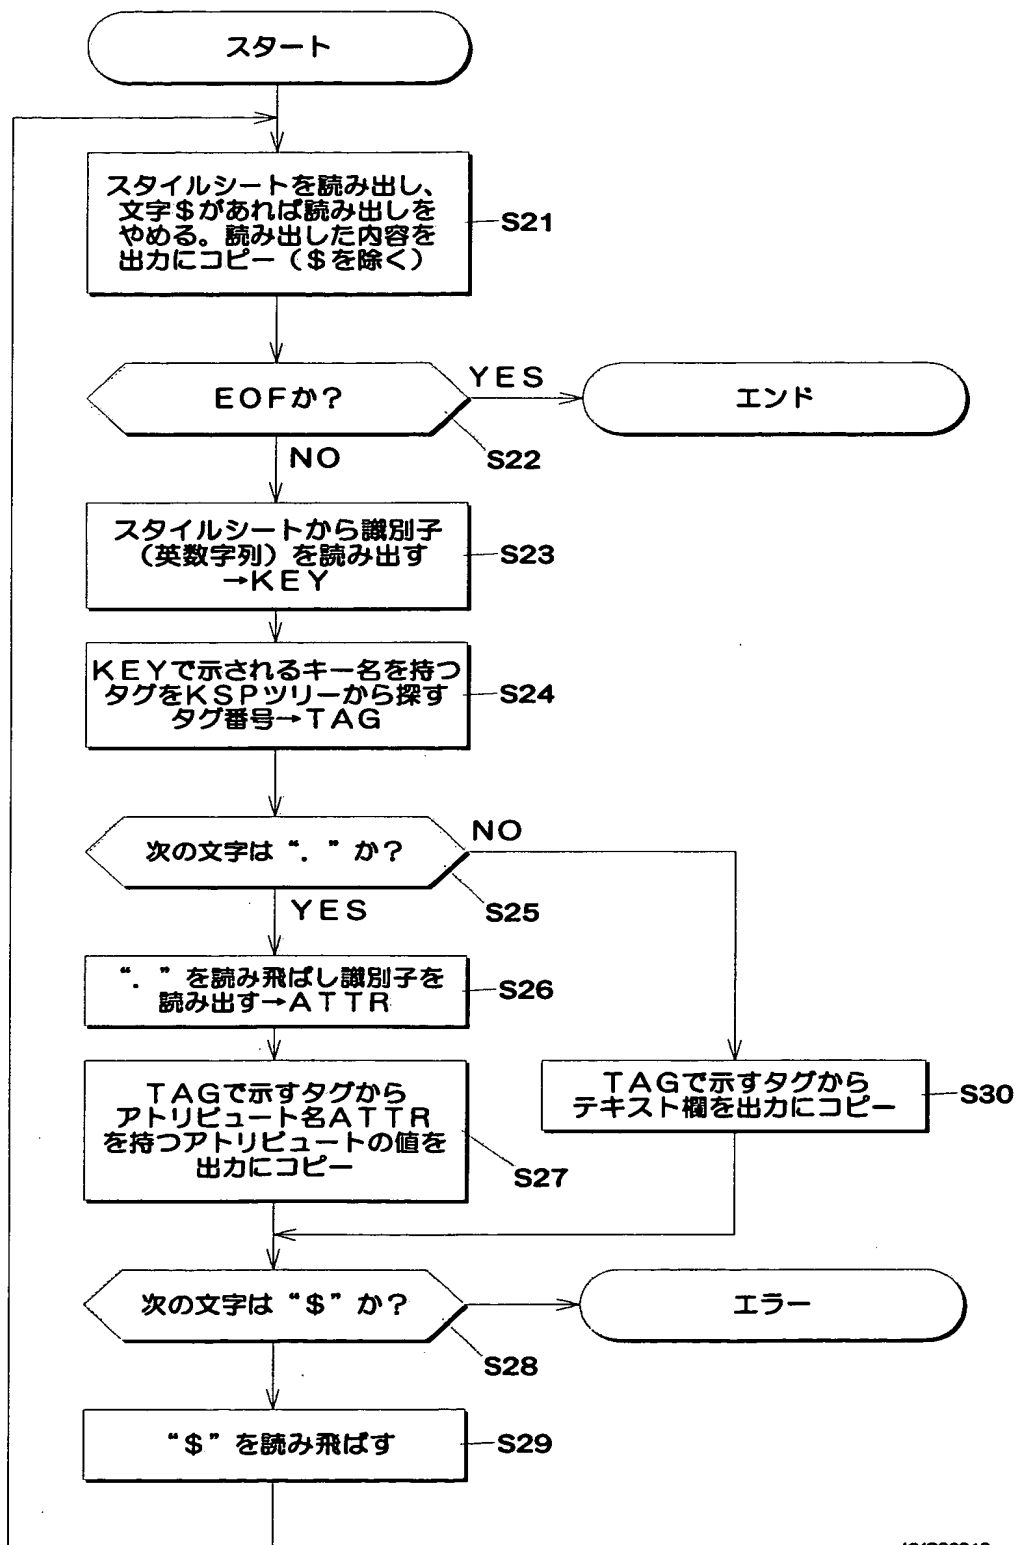 スタート
スタイルシートを読み出し、
文字$があれば読み出しを
やめる。読み出した内容を
出力にコピー（$を除く）
S21
EOFか？
YES
エンド
S22
NO
スタイルシートから識別子
（英数字列）を読み出す
→KEY
S23
KEYで示されるキー名を持つ
タグをKSPツリーから探す
タグ番号→TAG
S24
次の文字は“．”か？
NO
S25
YES
“．”を読み飛ばし識別子を
読み出す→ATTR
S26
TAGで示すタグから
アトリビュート名ATTR
を持つアトリビュートの値を
出力にコピー
S27
TAGで示すタグから
テキスト欄を出力にコピー
S30
次の文字は“$”か？
エラー
S28
“$”を読み飛ばす
S29